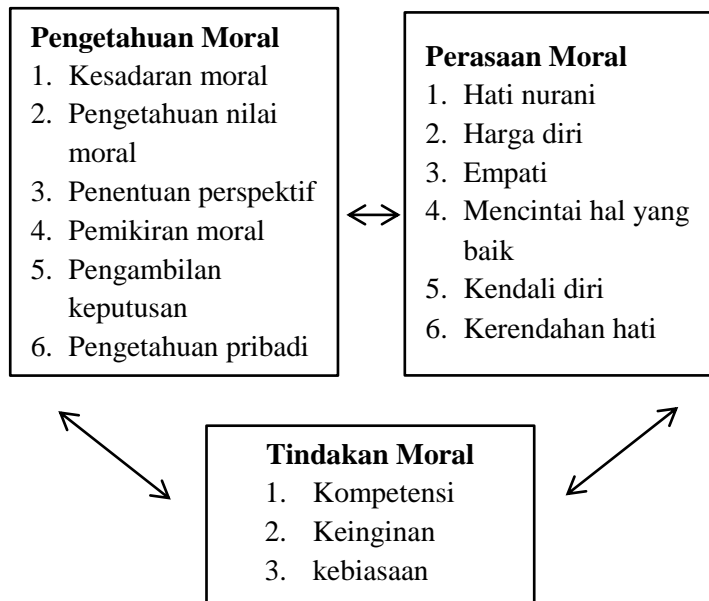 Pengetahuan Moral
1. Kesadaran moral
2. Pengetahuan nilai
moral
3. Penentuan perspektif
4. Pemikiran moral
5. Pengambilan
keputusan
6. Pengetahuan pribadi
Perasaan Moral
1. Hati nurani
2. Harga diri
3. Empati
4. Mencintai hal yang
baik
5. Kendali diri
6. Kerendahan hati
Tindakan Moral
1. Kompetensi
2. Keinginan
3. kebiasaan